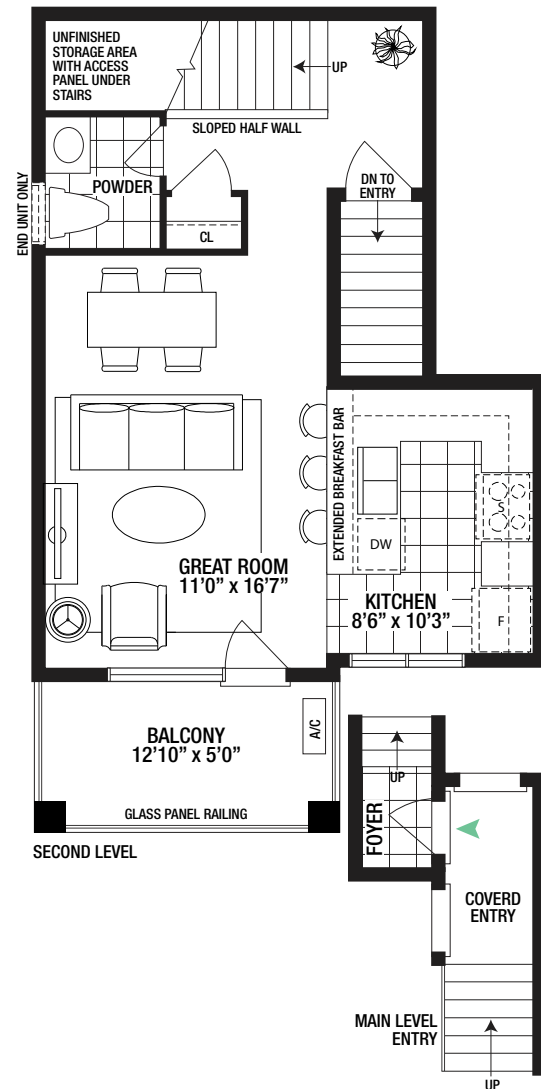 UNFINISHED
STORAGE AREA
WITH ACCESS
PANEL UNDER
STAIRS
UP
SLOPED HALF WALL
POWDER
DN TO
ENTRY
END UNIT ONLY
CL
EXTENDED BREAKFAST BAR
S
DW
GREAT ROOM
11'0" x 16'7"
KITCHEN
8'6" x 10'3"
F
BALCONY
12'10" x 5'0"
A/C
GLASS PANEL RAILING
SECOND LEVEL
UP
FOYER
COVERD
ENTRY
MAIN LEVEL
ENTRY
UP